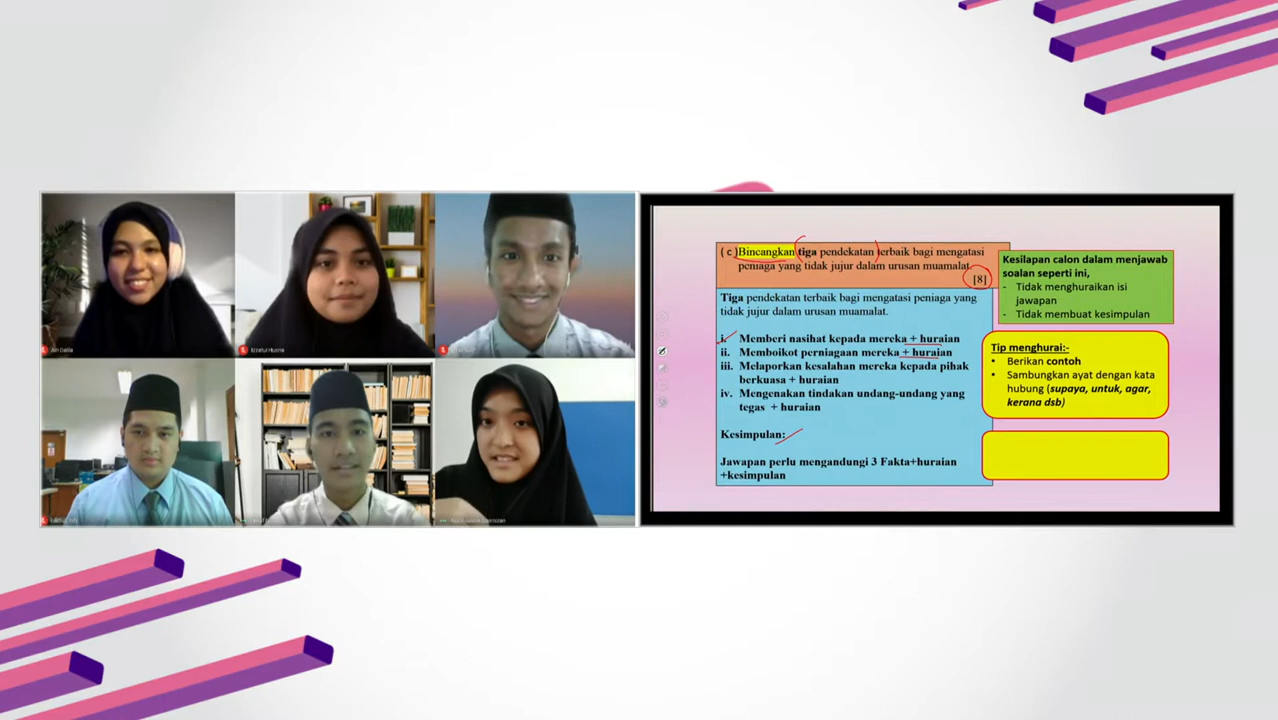 Ain Dalila
Izzatul Husna
( c )Bincangkan tiga pendekatan terbaik bagi mengatasi
peniaga yang tidak jujur dalam urusan muamalat.
[8]
Tiga pendekatan terbaik bagi mengatasi peniaga yang
tidak jujur dalam urusan muamalat.
i. Memberi nasihat kepada mereka + huraian
ii. Memboikot perniagaan mereka + huraian
iii. Melaporkan kesalahan mereka kepada pihak
berkuasa + huraian
iv. Mengenakan tindakan undang-undang yang
tegas + huraian
Kesimpulan:
Jawapan perlu mengandungi 3 Fakta+huraian
+kesimpulan
Kesilapan calon dalam menjawab
soalan seperti ini,
- Tidak menghuraikan isi
jawapan
- Tidak membuat kesimpulan
Tip menghurai:-
• Berikan contoh
• Sambungkan ayat dengan kata
hubung (supaya, untuk, agar,
kerana dsb)